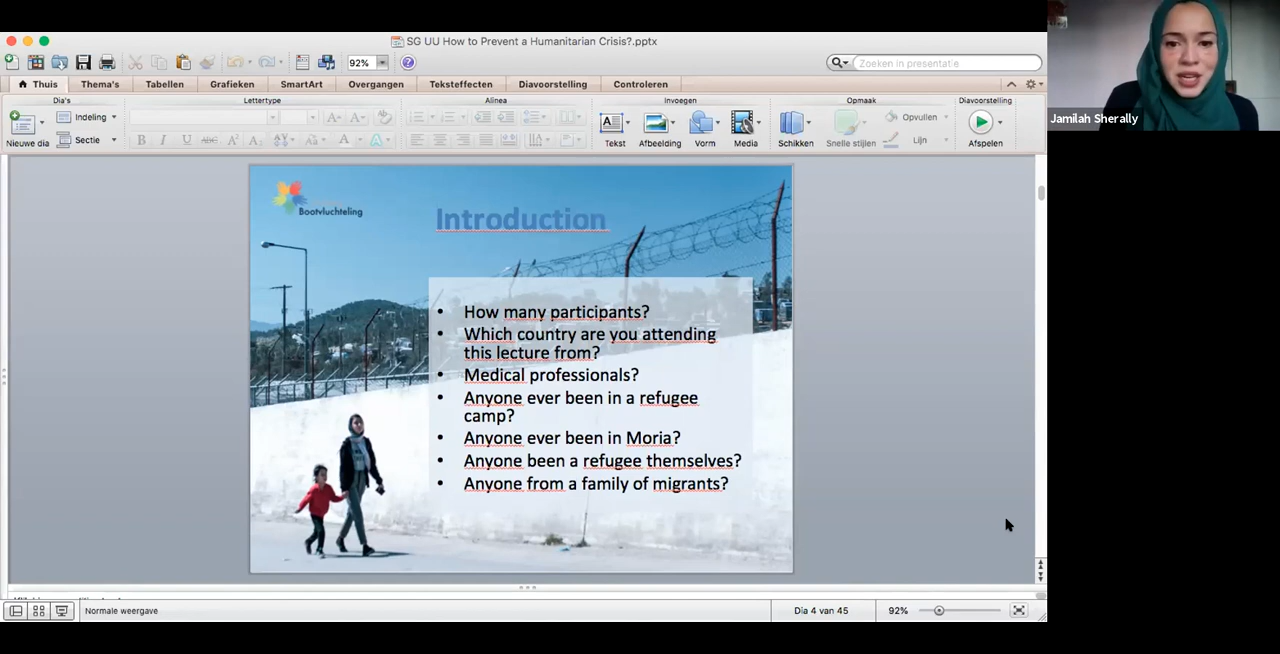 SG UU How to Prevent a Humanitarian Crisis?.pptx
92%
Zoeken in presentatie
Thuis Thema's Tabellen Grafieken SmartArt Overgangen Teksteffecten Diavoorstelling Controleren
Dia's Lettertype Alinea Invoegen Opmaak Diavoorstelling
Indeling
Sectie
Opvullen
Lijn
Nieuwe dia Tekst Afbeelding Vorm Media Schikken Snelle stijlen Afspelen
Jamilah Sherally
Bootvluchteling
Introduction
• How many participants?
• Which country are you attending
this lecture from?
• Medical professionals?
• Anyone ever been in a refugee
camp?
• Anyone ever been in Moria?
• Anyone been a refugee themselves?
• Anyone from a family of migrants?
Normale weergave
Dia 4 van 45
92%